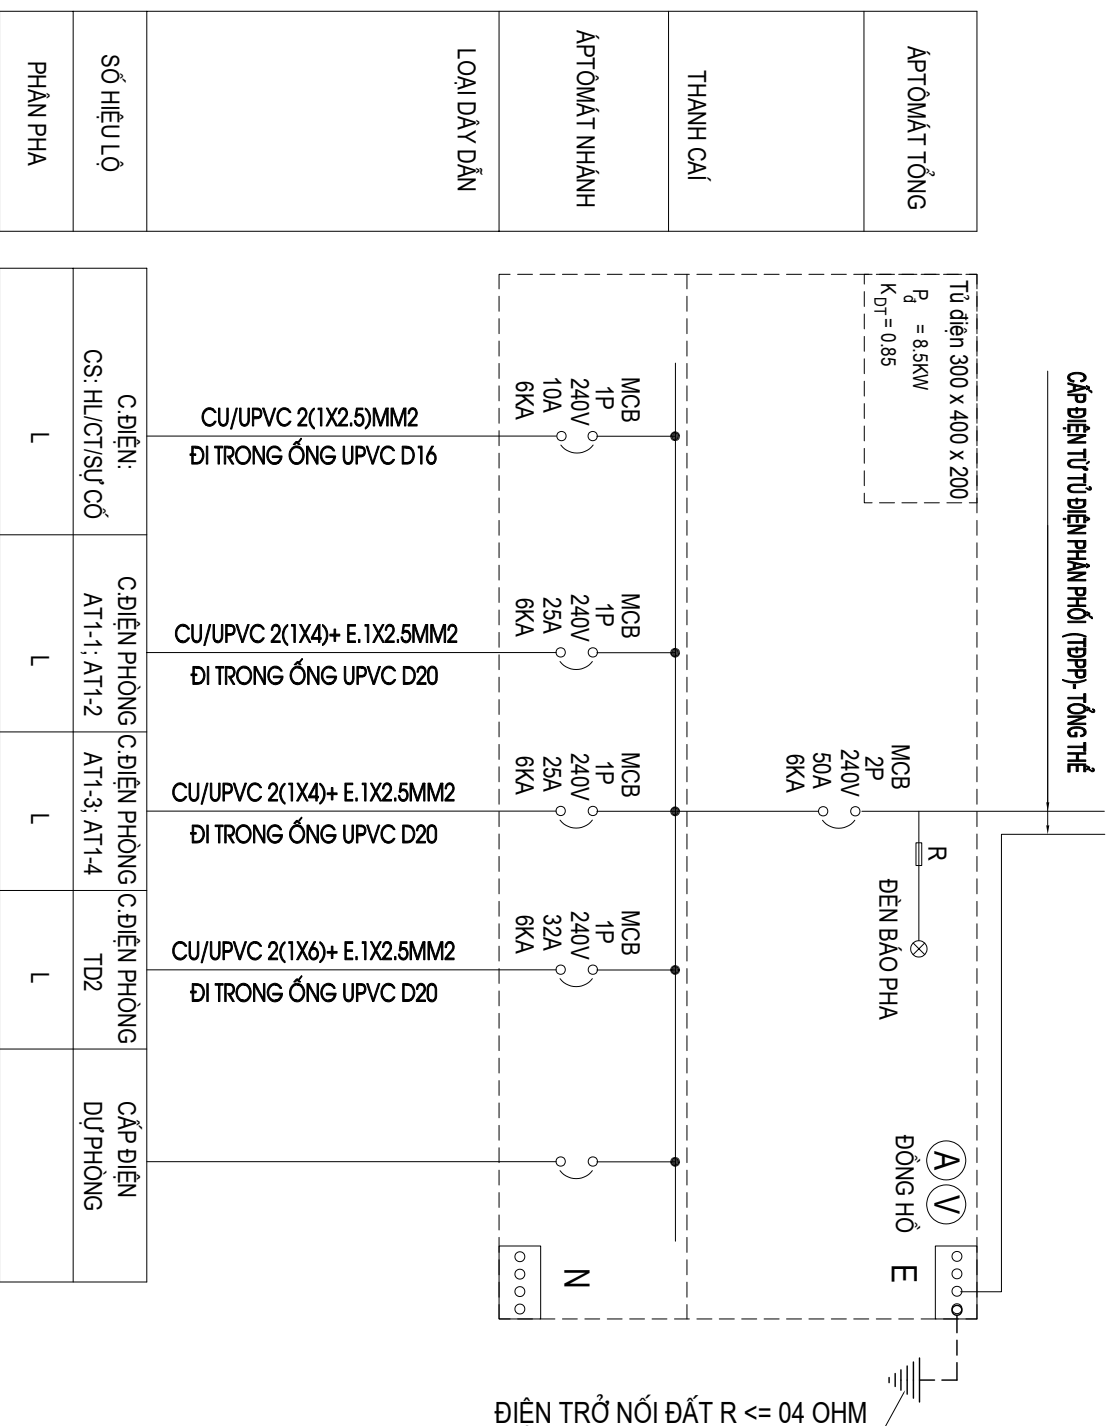 CẤP ĐIỆN TỪ TỦ ĐIỆN PHÂN PHỐI (TĐPP)- TỔNG THỂ
ÁPTÔMÁT TỔNG
THANH CAÍ
ÁPTÔMÁT NHÁNH
LOẠI DÂY DẪN
SỐ HIỆU LỘ
PHÂN PHA
Tủ điện 300 x 400 x 200
Pđ = 8.5KW
KDT = 0.85
MCB
2P
240V
50A
6KA
R
ĐÈN BÁO PHA
A V
ĐỒNG HỒ
E
N
ĐIỆN TRỞ NỐI ĐẤT R <= 04 OHM
MCB
1P
240V
10A
6KA
CU/UPVC 2(1X2.5)MM2
ĐI TRONG ỐNG UPVC D16
C.ĐIỆN:
CS: HL/CT/SỰ CỐ
L
MCB
1P
240V
25A
6KA
CU/UPVC 2(1X4)+ E.1X2.5MM2
ĐI TRONG ỐNG UPVC D20
C.ĐIỆN PHÒNG
AT1-1; AT1-2
L
MCB
1P
240V
25A
6KA
CU/UPVC 2(1X4)+ E.1X2.5MM2
ĐI TRONG ỐNG UPVC D20
C.ĐIỆN PHÒNG
AT1-3; AT1-4
L
MCB
1P
240V
32A
6KA
CU/UPVC 2(1X6)+ E.1X2.5MM2
ĐI TRONG ỐNG UPVC D20
C.ĐIỆN PHÒNG
TD2
L
CẤP ĐIỆN
DỰ PHÒNG